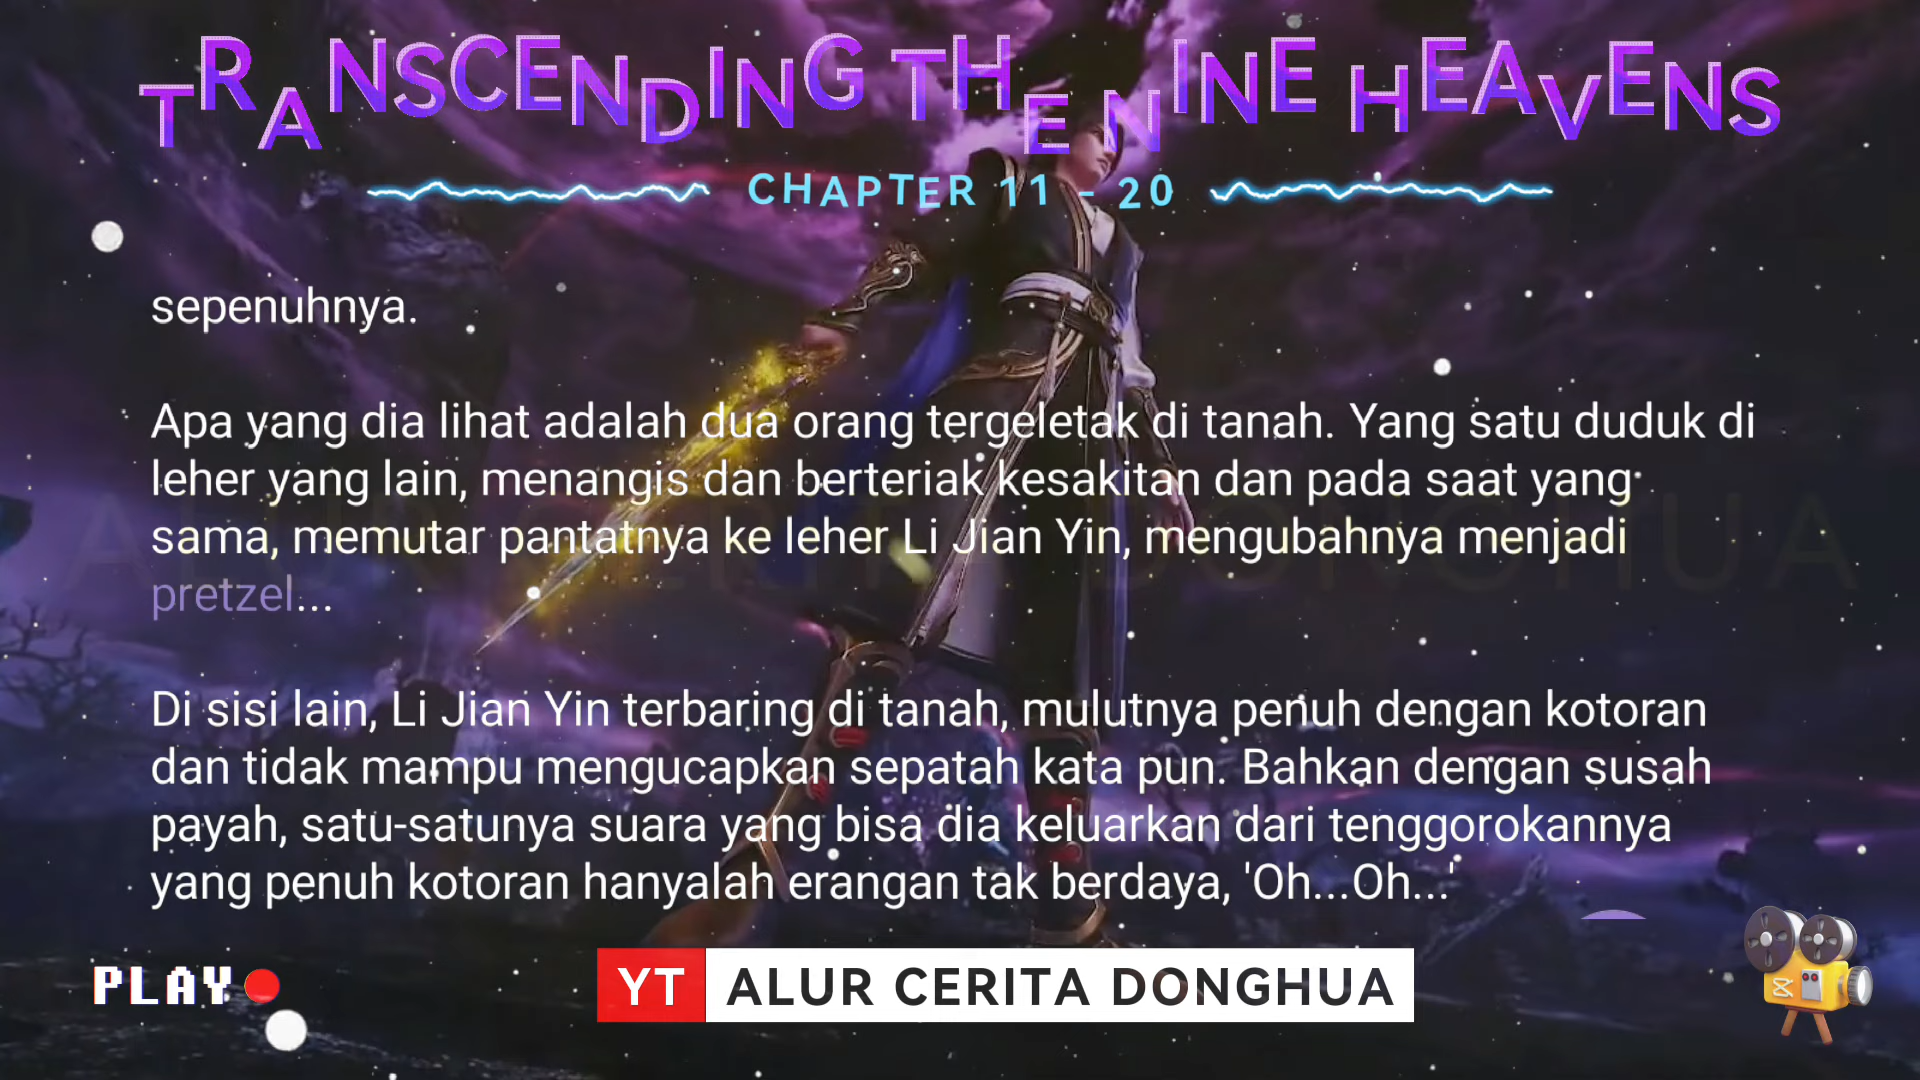 TRANSCENDING THE NINE HEAVENS
CHAPTER 11 - 20
sepenuhnya.
Apa yang dia lihat adalah dua orang tergeletak di tanah. Yang satu duduk di
leher yang lain, menangis dan berteriak kesakitan dan pada saat yang
sama, memutar pantatnya ke leher Li Jian Yin, mengubahnya menjadi
pretzel...
Di sisi lain, Li Jian Yin terbaring di tanah, mulutnya penuh dengan kotoran
dan tidak mampu mengucapkan sepatah kata pun. Bahkan dengan susah
payah, satu-satunya suara yang bisa dia keluarkan dari tenggorokannya
yang penuh kotoran hanyalah erangan tak berdaya, 'Oh...Oh...'
PLAY
YT ALUR CERITA DONGHUA
ALUR CERITA DONGHUA